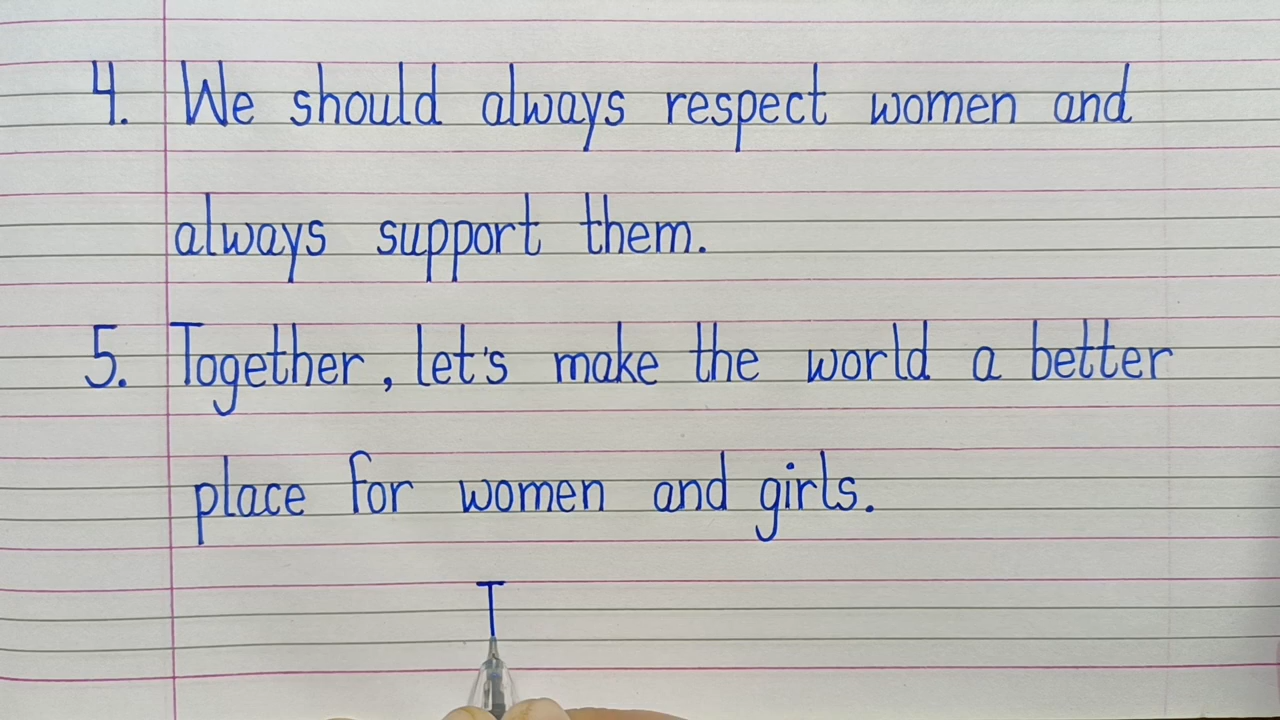 4. We should always respect women and
always support them.
5. Together, let's make the world a better
place for women and girls.
T